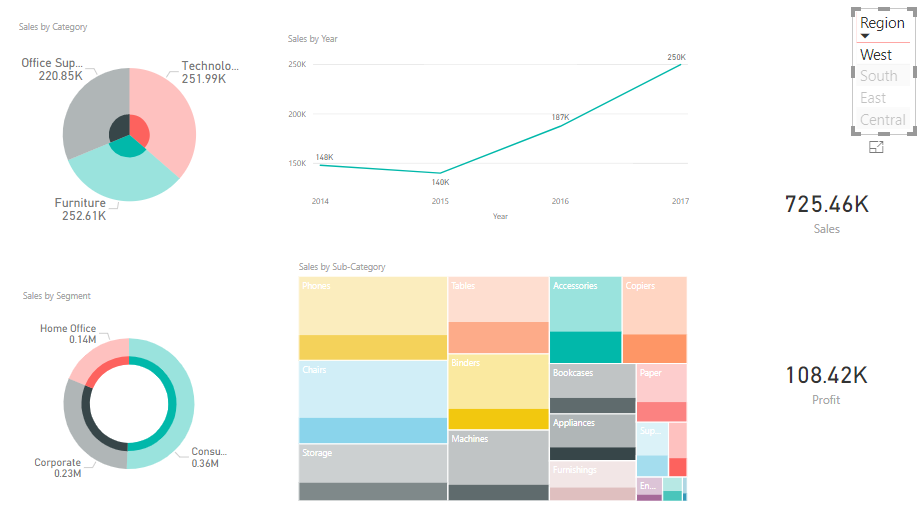 Sales by Category
Office Sup...
220.85K
Technolo...
251.99K
Furniture
252.61K
Sales by Year
250K
200K
150K
148K
140K
187K
250K
2014
2015
2016
2017
Year
Region
West
South
East
Central
725.46K
Sales
108.42K
Profit
Sales by Segment
Home Office
0.14M
Corporate
0.23M
Consu...
0.36M
Sales by Sub-Category
Phones
Chairs
Storage
Tables
Binders
Machines
Accessories
Copiers
Bookcases
Appliances
Furnishings
Paper
Sup...
En...